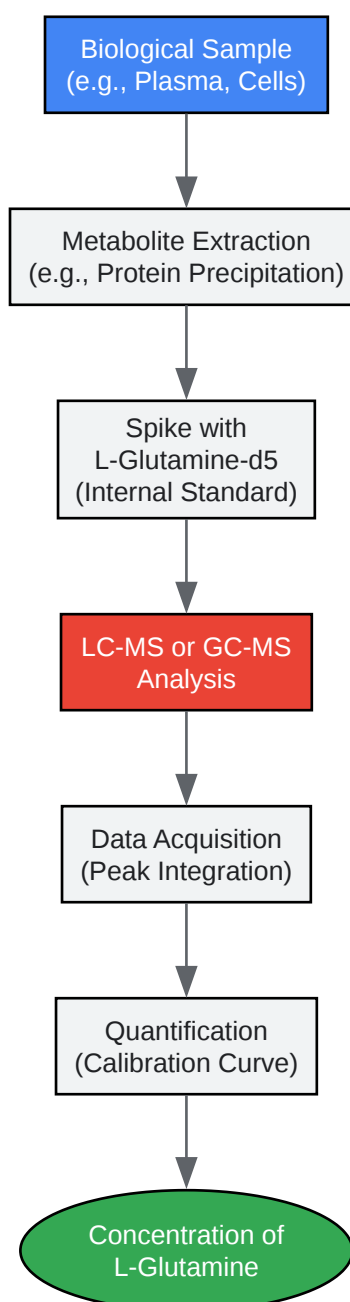 Biological Sample
(e.g., Plasma, Cells)
Metabolite Extraction
(e.g., Protein Precipitation)
Spike with
L-Glutamine-d5
(Internal Standard)
LC-MS or GC-MS
Analysis
Data Acquisition
(Peak Integration)
Quantification
(Calibration Curve)
Concentration of
L-Glutamine